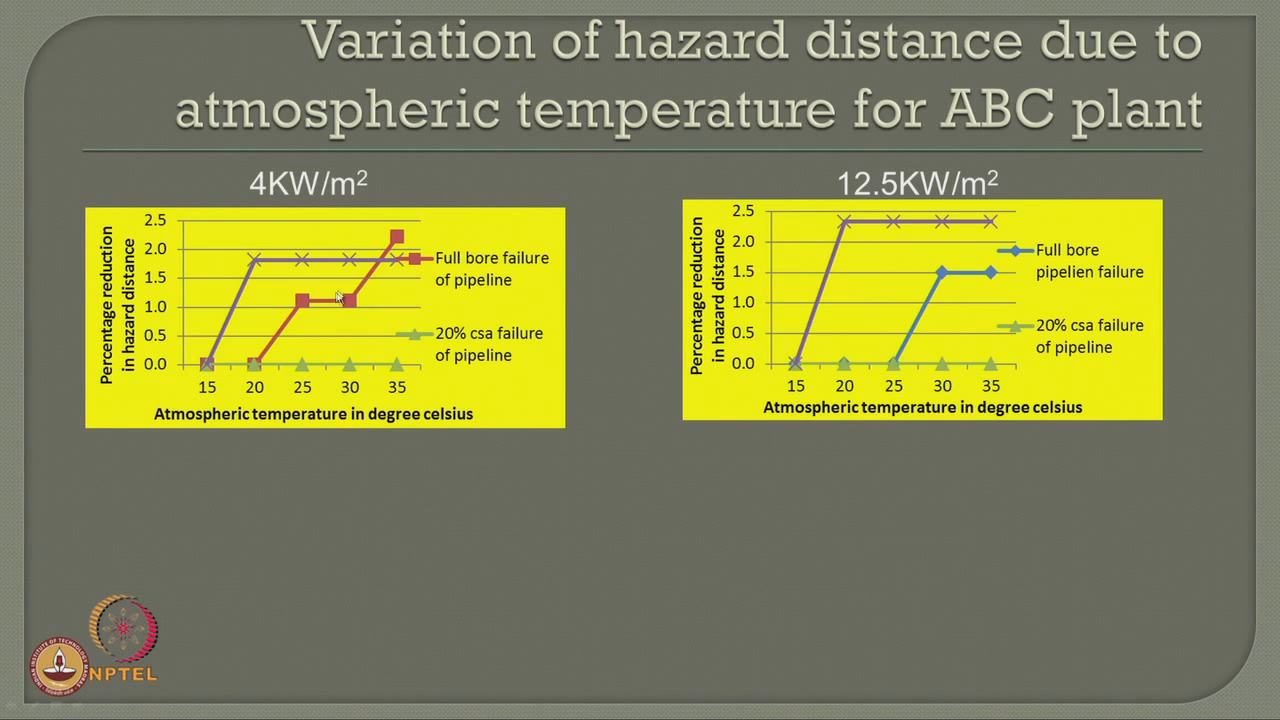 Variation of hazard distance due to
atmospheric temperature for ABC plant
4KW/m²
Percentage reduction
in hazard distance
2.5
2.0
1.5
1.0
0.5
0.0
15 20 25 30 35
Atmospheric temperature in degree celsius
Full bore failure
of pipeline
20% csa failure
of pipeline
12.5KW/m²
Percentage reduction
in hazard distance
2.5
2.0
1.5
1.0
0.5
0.0
15 20 25 30 35
Atmospheric temperature in degree celsius
Full bore
pipelien failure
20% csa failure
of pipeline
NPTEL